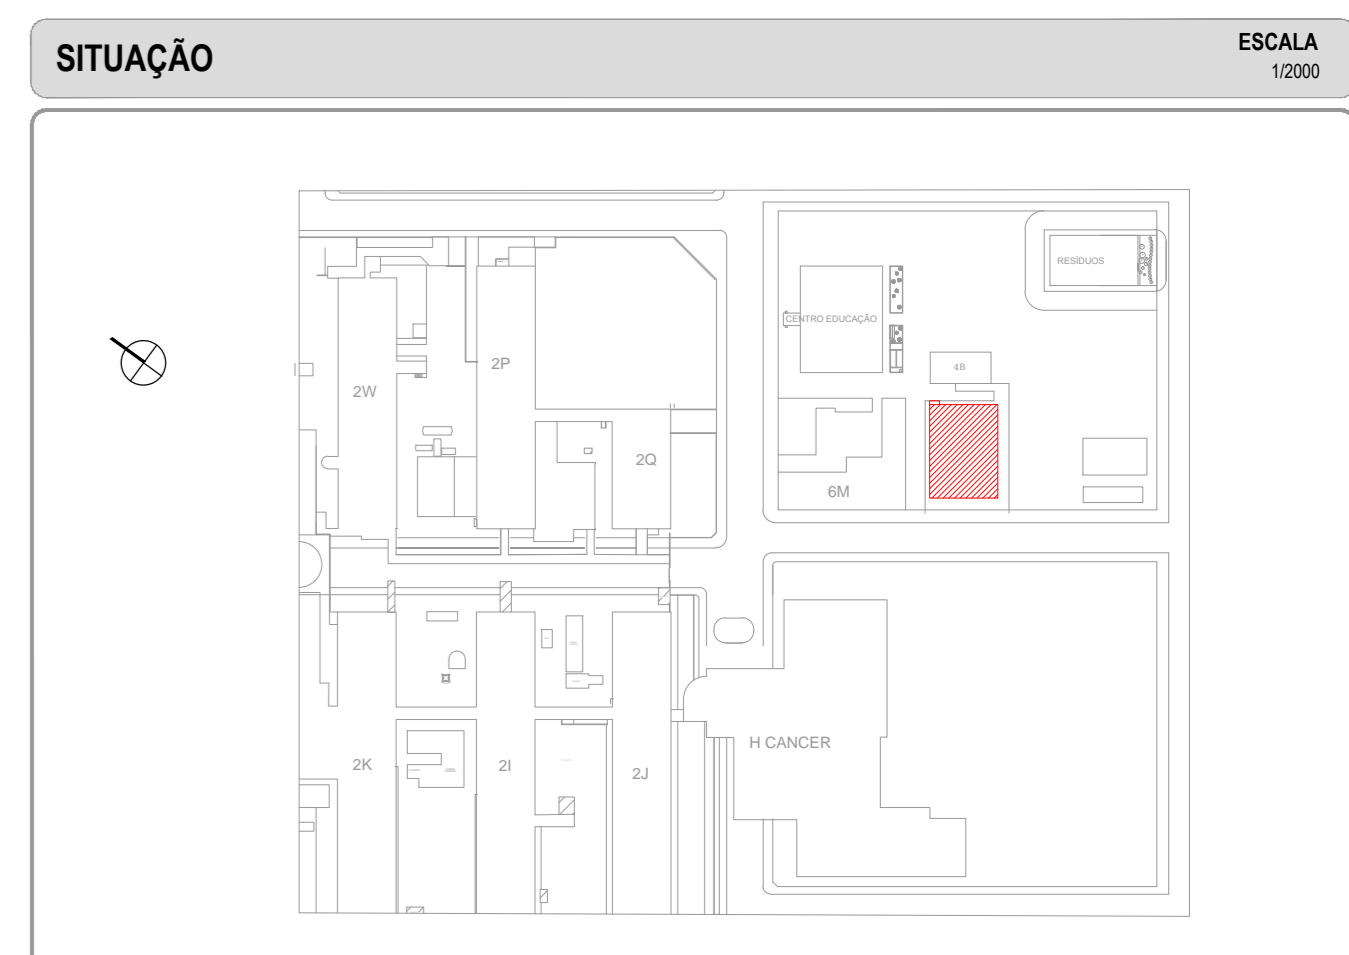 SITUAÇÃO
ESCALA
1/2000
RESÍDUOS
CENTRO EDUCAÇÃO
2P
4B
2W
2Q
6M
H CANCER
2K
2I
2J